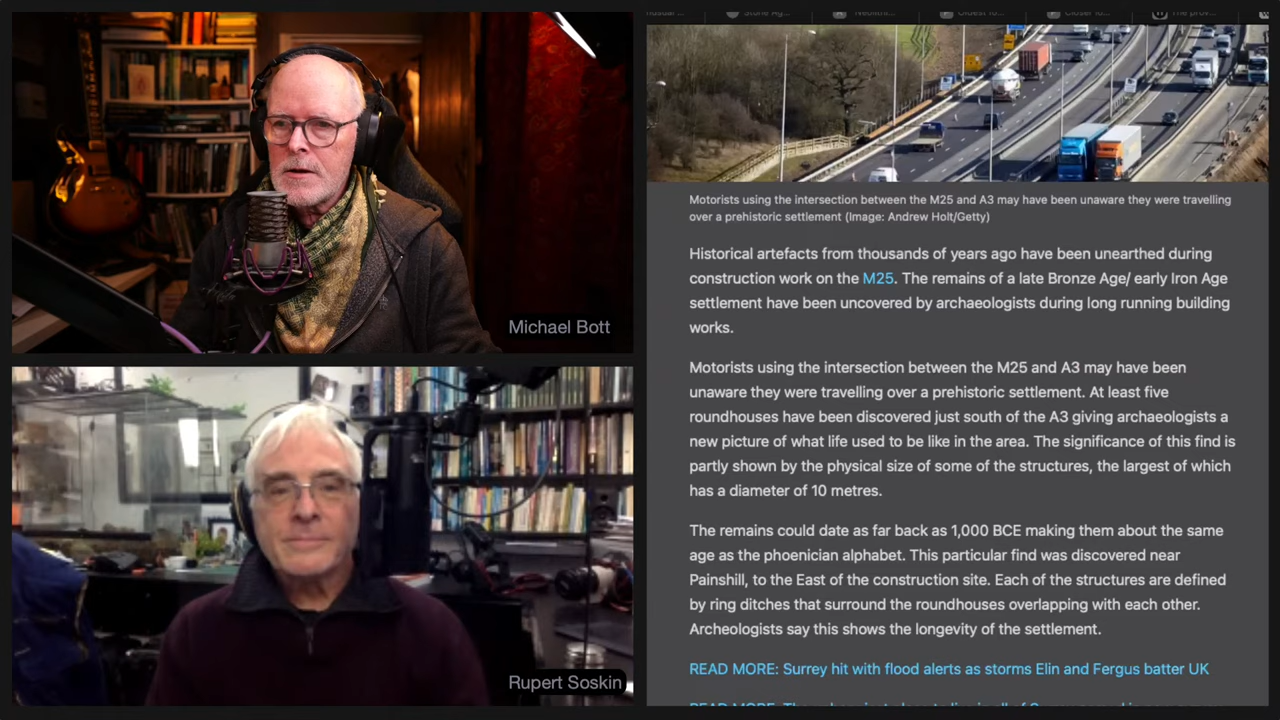 Stone Ag...
Neolithi...
Oldest fo...
Closer fo...
The prov...
Michael Bott
Rupert Soskin
Motorists using the intersection between the M25 and A3 may have been unaware they were travelling
over a prehistoric settlement (Image: Andrew Holt/Getty)
Historical artefacts from thousands of years ago have been unearthed during
construction work on the M25. The remains of a late Bronze Age/ early Iron Age
settlement have been uncovered by archaeologists during long running building
works.
Motorists using the intersection between the M25 and A3 may have been
unaware they were travelling over a prehistoric settlement. At least five
roundhouses have been discovered just south of the A3 giving archaeologists a
new picture of what life used to be like in the area. The significance of this find is
partly shown by the physical size of some of the structures, the largest of which
has a diameter of 10 metres.
The remains could date as far back as 1,000 BCE making them about the same
age as the phoenician alphabet. This particular find was discovered near
Painshill, to the East of the construction site. Each of the structures are defined
by ring ditches that surround the roundhouses overlapping with each other.
Archeologists say this shows the longevity of the settlement.
READ MORE: Surrey hit with flood alerts as storms Elin and Fergus batter UK